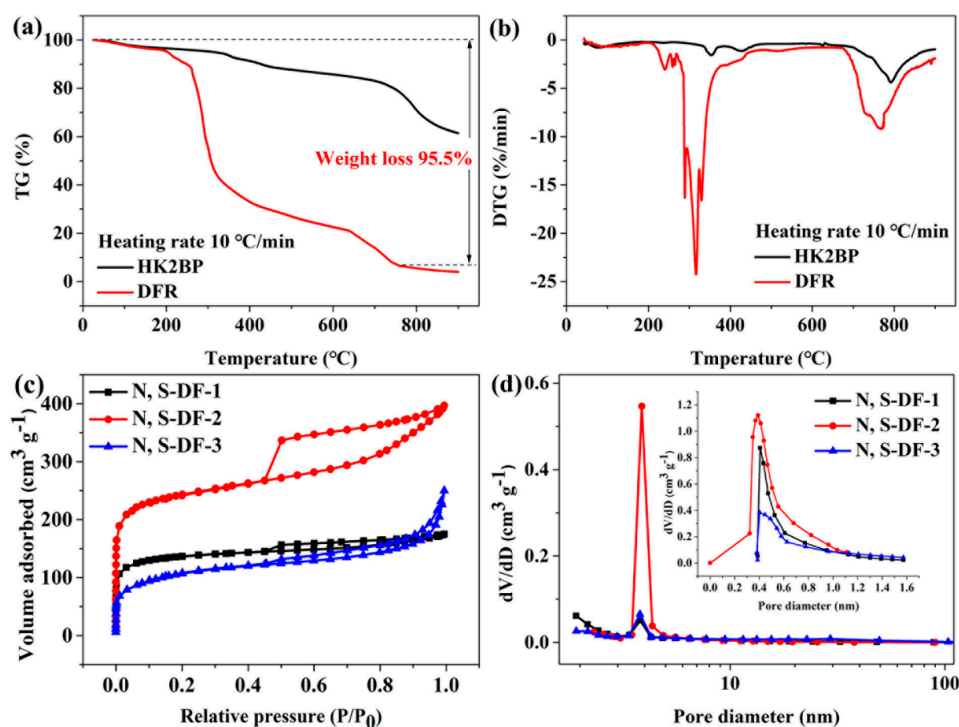 (a)
100
80
60
40
20
0
TG (%)
Weight loss 95.5%
Heating rate 10 ℃/min
HK2BP
DFR
0
200
400
600
800
Temperature (℃)
(b)
0
-5
-10
-15
-20
-25
DTG (%/min)
Heating rate 10 ℃/min
HK2BP
DFR
0
200
400
600
800
Tmperature (℃)
(c)
400
300
200
100
0
Volume adsorbed (cm³ g⁻¹)
N, S-DF-1
N, S-DF-2
N, S-DF-3
0.0
0.2
0.4
0.6
0.8
1.0
Relative pressure (P/P₀)
(d)
0.6
0.4
0.2
0.0
dV/dD (cm³ g⁻¹)
N, S-DF-1
N, S-DF-2
N, S-DF-3
1.2
1.0
0.8
0.6
0.4
0.2
0.0
dV/dD (cm³ g⁻¹)
0.0
0.2
0.4
0.6
0.8
1.0
1.2
1.4
1.6
Pore diameter (nm)
10
100
Pore diameter (nm)